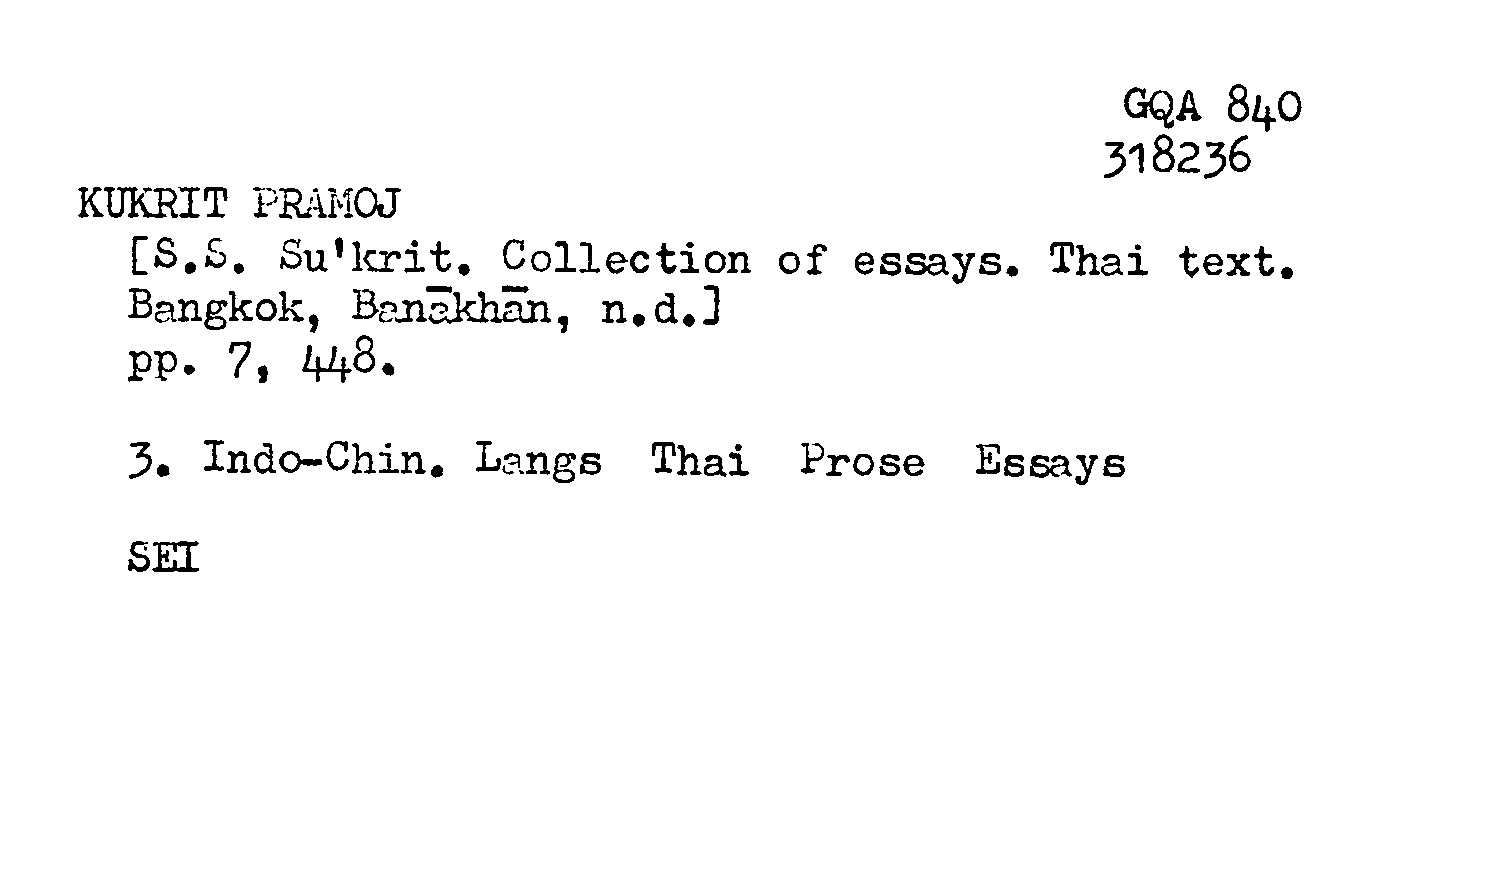 GQA 840
318236
KUKRIT PRAMOJ
[S.S. Su'krit. Collection of essays. Thai text.
Bangkok, Banākhān, n.d.]
pp. 7, 448.
3. Indo-Chin. Langs Thai Prose Essays
SEI